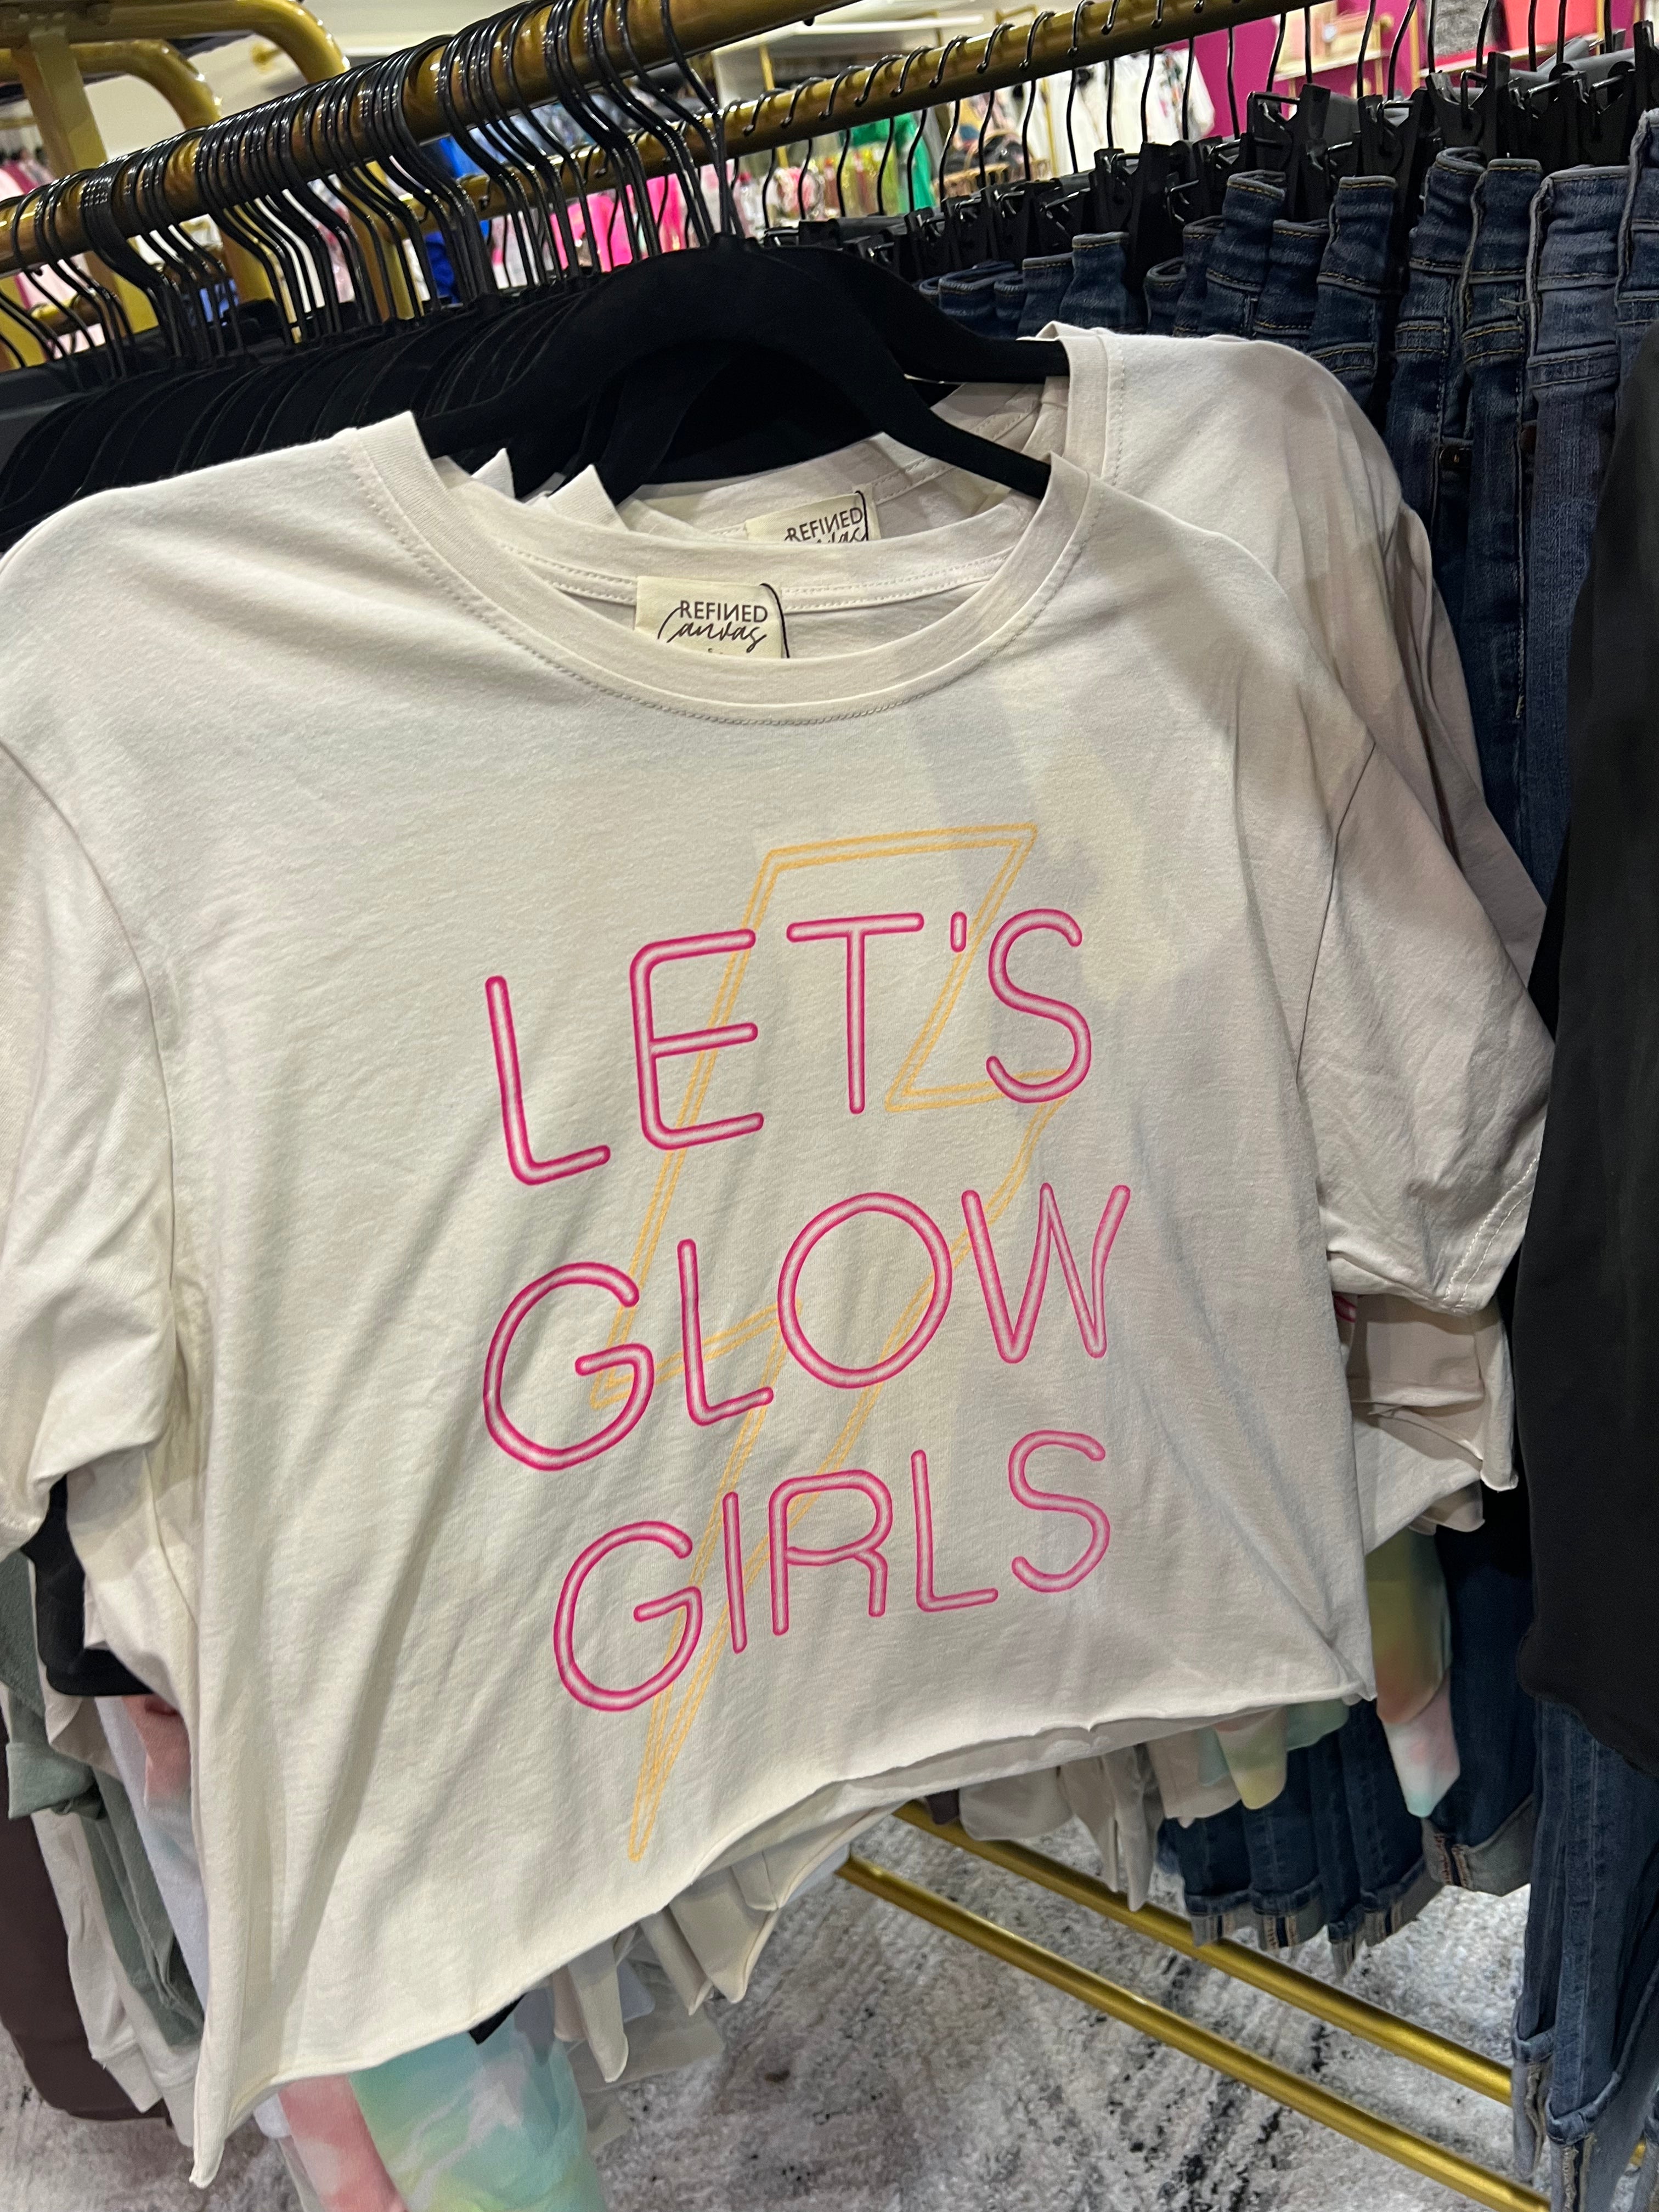 REFINED
REFINED
Canvas
LET'S
GLOW
GIRLS